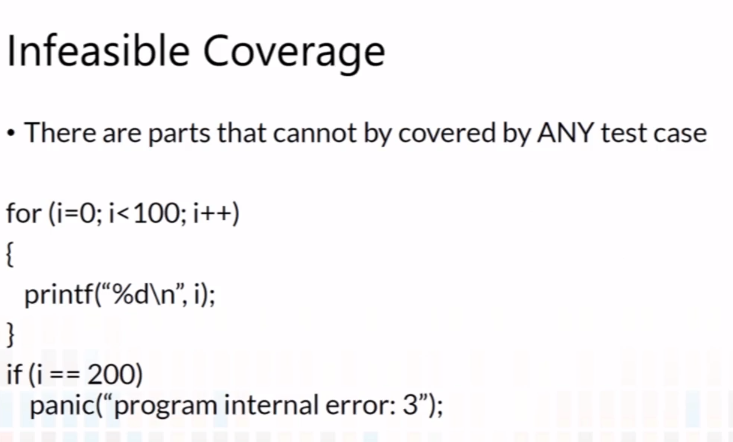 Infeasible Coverage
• There are parts that cannot by covered by ANY test case
for (i=0; i<100; i++)
{
printf(“%d\n”, i);
}
if (i == 200)
panic(“program internal error: 3”);